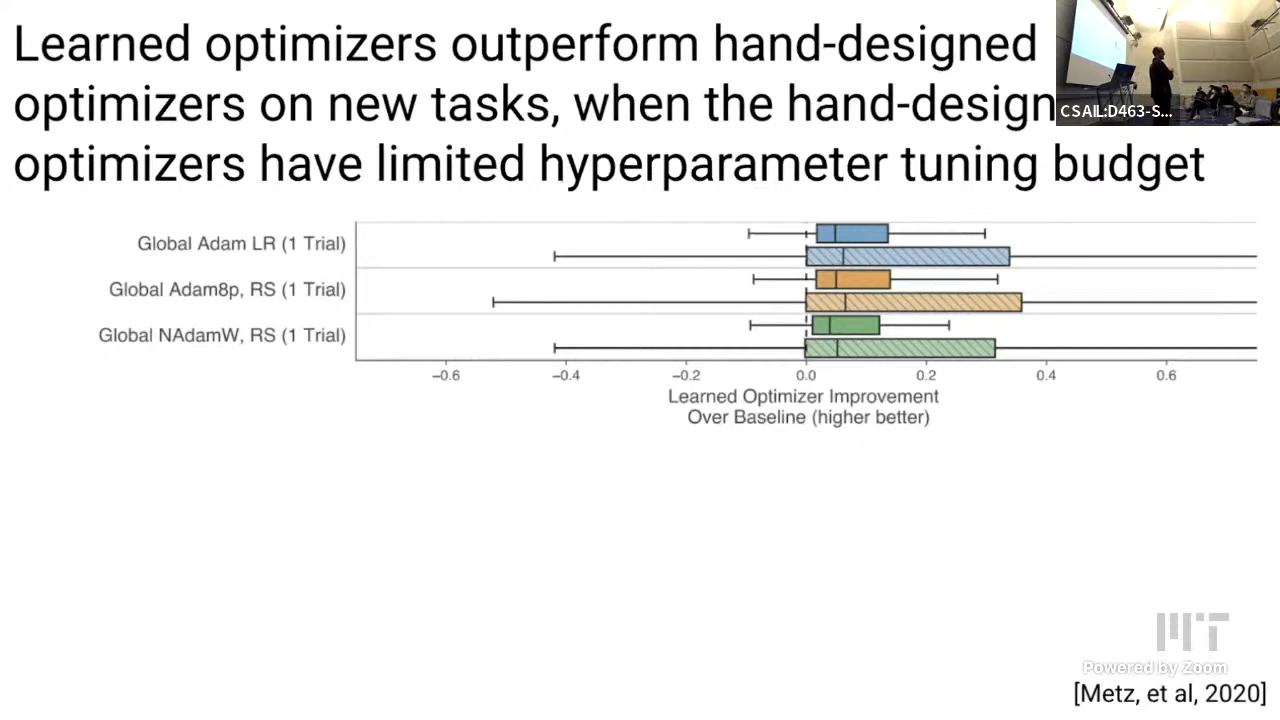 Learned optimizers outperform hand-designed
optimizers on new tasks, when the hand-design
optimizers have limited hyperparameter tuning budget
CSAIL:D463-S...
Global Adam LR (1 Trial)
Global Adam8p, RS (1 Trial)
Global NAdamW, RS (1 Trial)
−0.6 −0.4 −0.2 0.0 0.2 0.4 0.6
Learned Optimizer Improvement
Over Baseline (higher better)
MIT
Powered by Zoom
[Metz, et al, 2020]